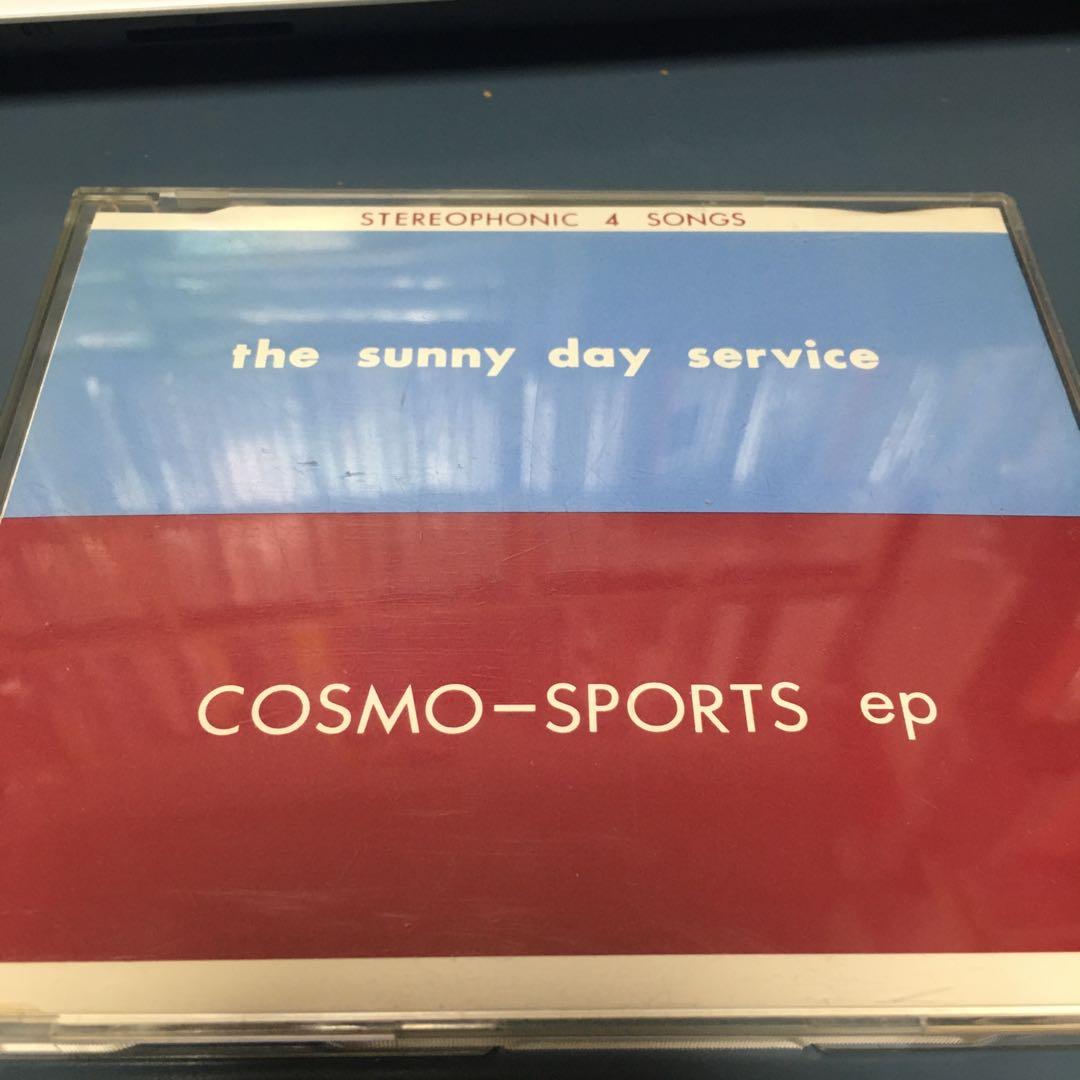 STEREOPHONIC 4 SONGS
the sunny day service
COSMO-SPORTS ep